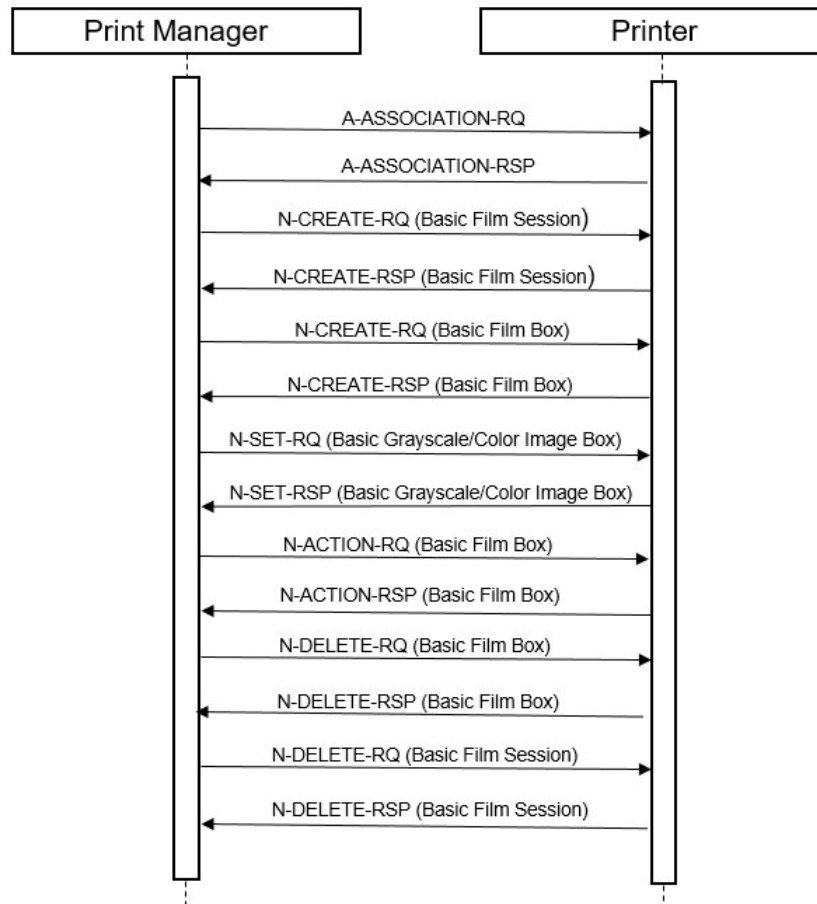 Print Manager
Printer
A-ASSOCIATION-RQ
A-ASSOCIATION-RSP
N-CREATE-RQ (Basic Film Session)
N-CREATE-RSP (Basic Film Session)
N-CREATE-RQ (Basic Film Box)
N-CREATE-RSP (Basic Film Box)
N-SET-RQ (Basic Grayscale/Color Image Box)
N-SET-RSP (Basic Grayscale/Color Image Box)
N-ACTION-RQ (Basic Film Box)
N-ACTION-RSP (Basic Film Box)
N-DELETE-RQ (Basic Film Box)
N-DELETE-RSP (Basic Film Box)
N-DELETE-RQ (Basic Film Session)
N-DELETE-RSP (Basic Film Session)